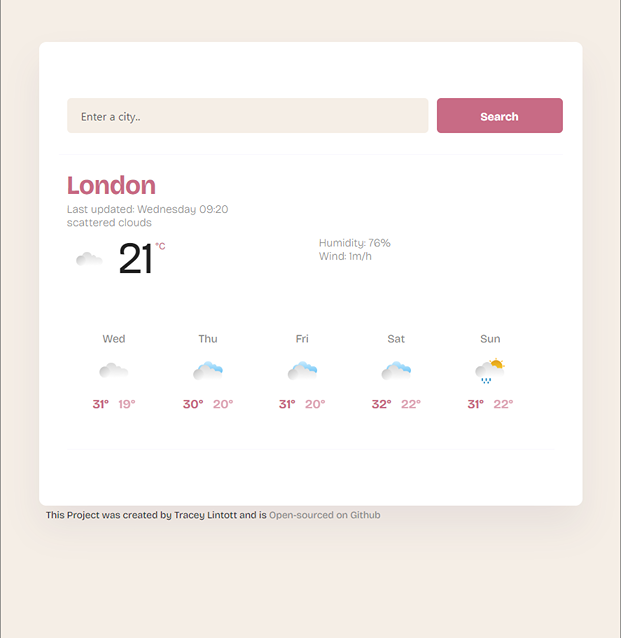 Enter a city..
Search
London
Last updated: Wednesday 09:20
scattered clouds
21 °C
Humidity: 76%
Wind: 1m/h
Wed Thu Fri Sat Sun
31° 19° 30° 20° 31° 20° 32° 22° 31° 22°
This Project was created by Tracey Lintott and is Open-sourced on Github